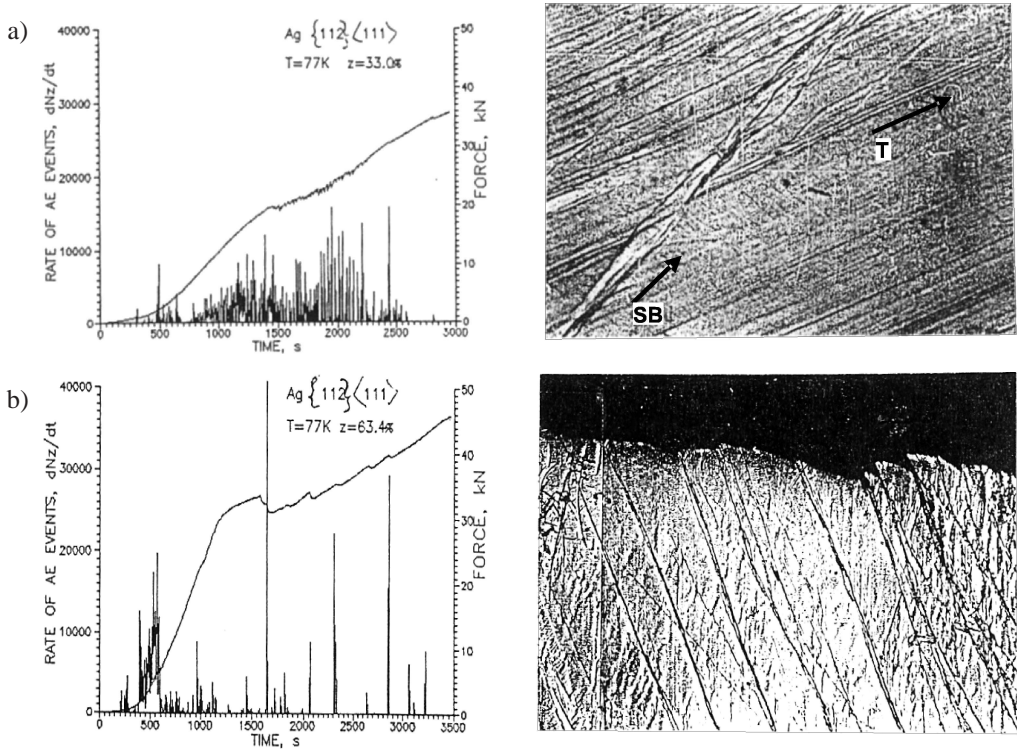 a)
40000
30000
20000
10000
0
RATE OF AE EVENTS, dNz/dt
Ag {112}⟨111⟩
T=77K z=33.0%
50
40
30
20
10
0
FORCE, kN
0 500 1000 1500 2000 2500 3000
TIME, s
T
SB
b)
40000
30000
20000
10000
0
RATE OF AE EVENTS, dNz/dt
Ag {112}⟨111⟩
T=77K z=63.4%
50
40
30
20
10
0
FORCE, kN
0 500 1000 1500 2000 2500 3000 3500
TIME, s